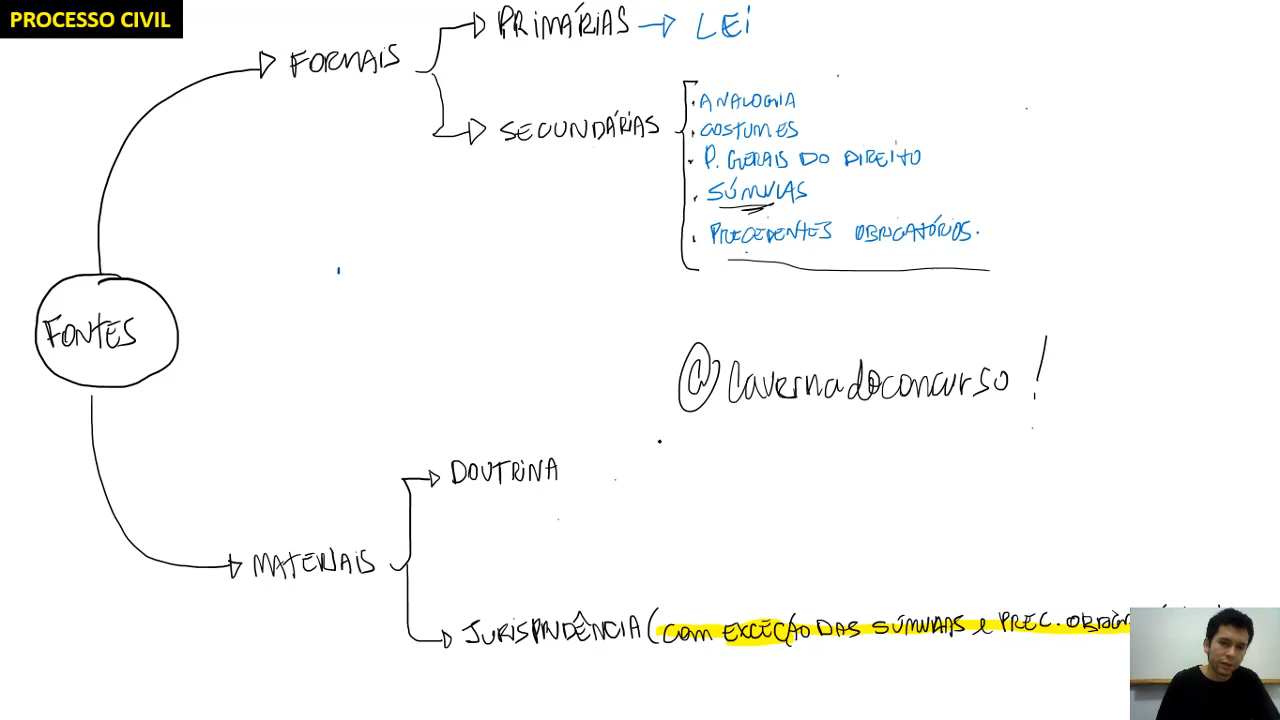 PROCESSO CIVIL
PRIMÁRIAS → LEI
FORMAIS
SECUNDÁRIAS
• ANALOGIA
• COSTUMES
• P. GERAIS DO DIREITO
• SÚMULAS
• PRECEDENTES OBRIGATÓRIOS.
FONTES
@cavernadoconcurso!
DOUTRINA
MATERIAIS
JURISPRUDÊNCIA (COM EXCEÇÃO DAS SÚMULAS e PREC.